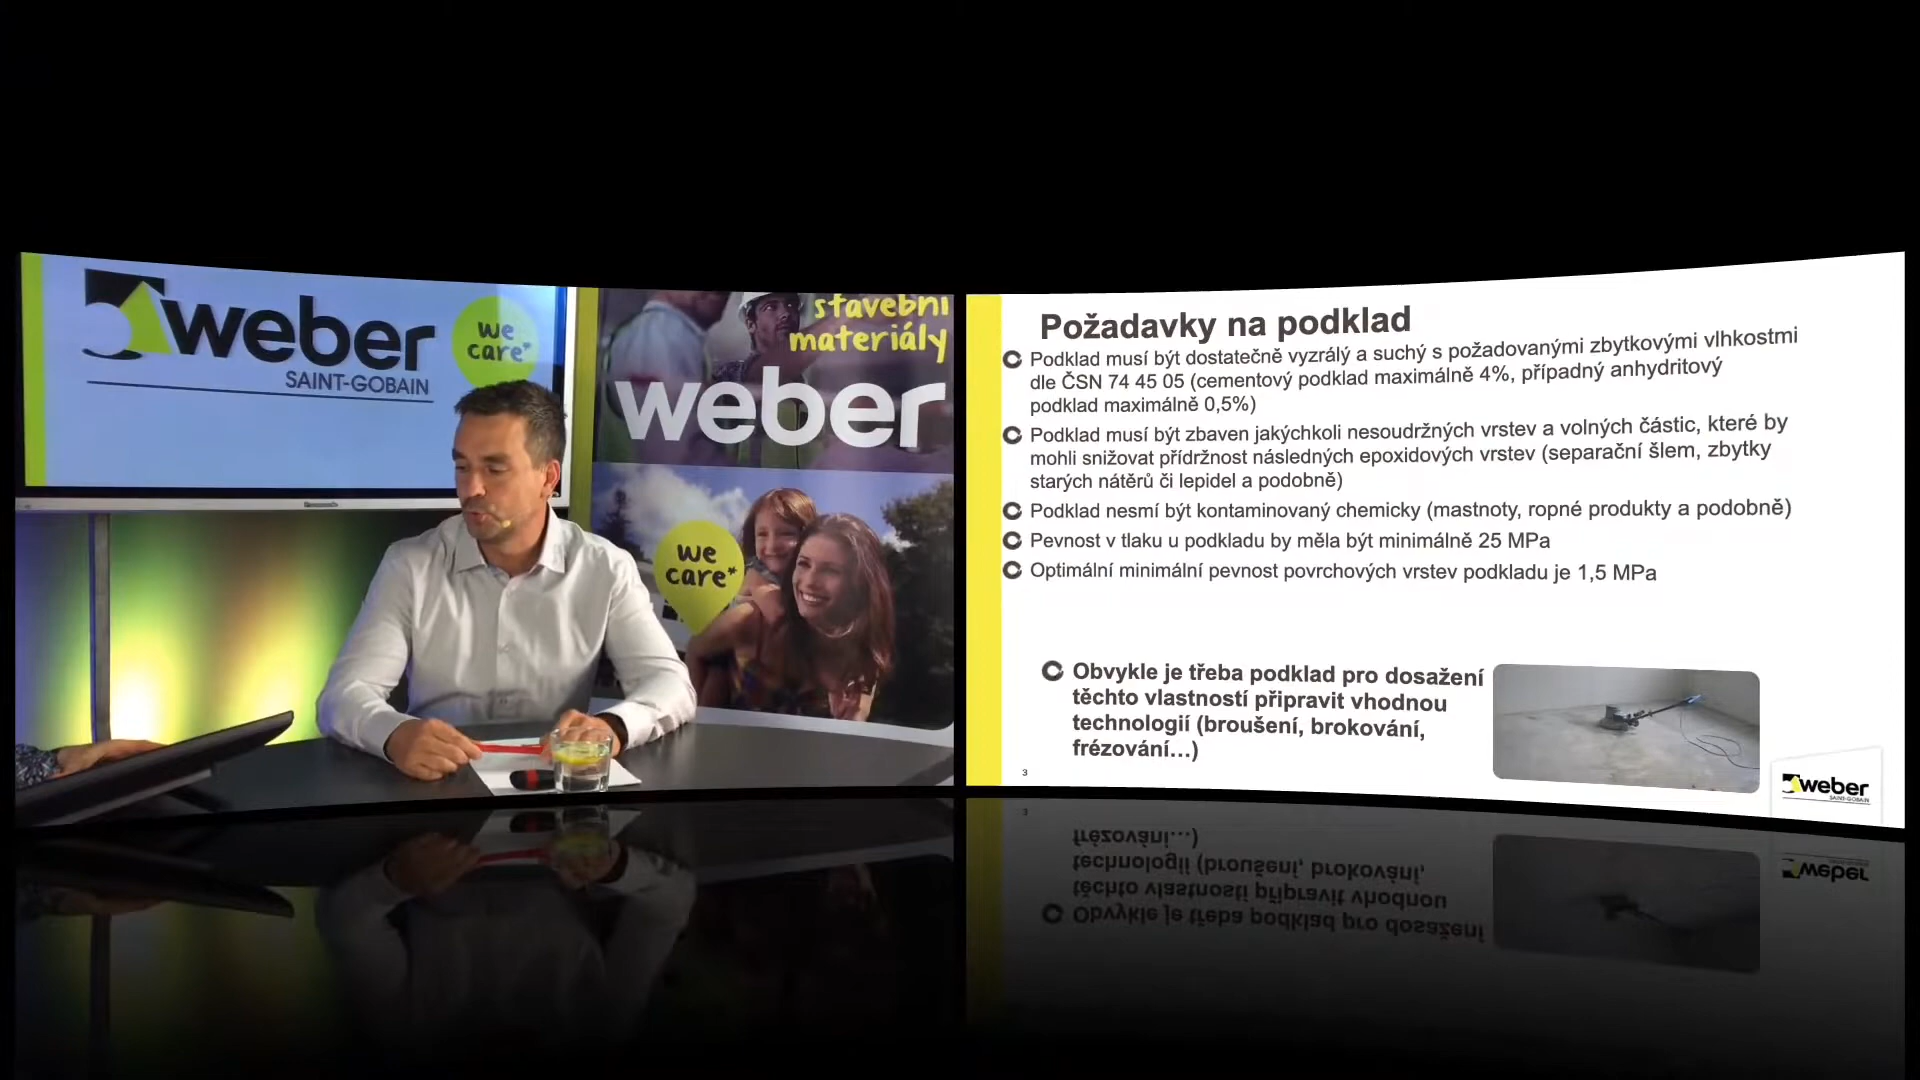 weber
SAINT-GOBAIN
we
care*
stavební
materiály
weber
we
care*
Požadavky na podklad
Podklad musí být dostatečně vyzrálý a suchý s požadovanými zbytkovými vlhkostmi
dle ČSN 74 45 05 (cementový podklad maximálně 4%, případný anhydritový
podklad maximálně 0,5%)
Podklad musí být zbaven jakýchkoli nesoudržných vrstev a volných částic, které by
mohli snižovat přídržnost následných epoxidových vrstev (separační šlem, zbytky
starých nátěrů či lepidel a podobně)
Podklad nesmí být kontaminovaný chemicky (mastnoty, ropné produkty a podobně)
Pevnost v tlaku u podkladu by měla být minimálně 25 MPa
Optimální minimální pevnost povrchových vrstev podkladu je 1,5 MPa
Obvykle je třeba podklad pro dosažení
těchto vlastností připravit vhodnou
technologií (broušení, brokování,
frézování…)
3
weber
SAINT-GOBAIN